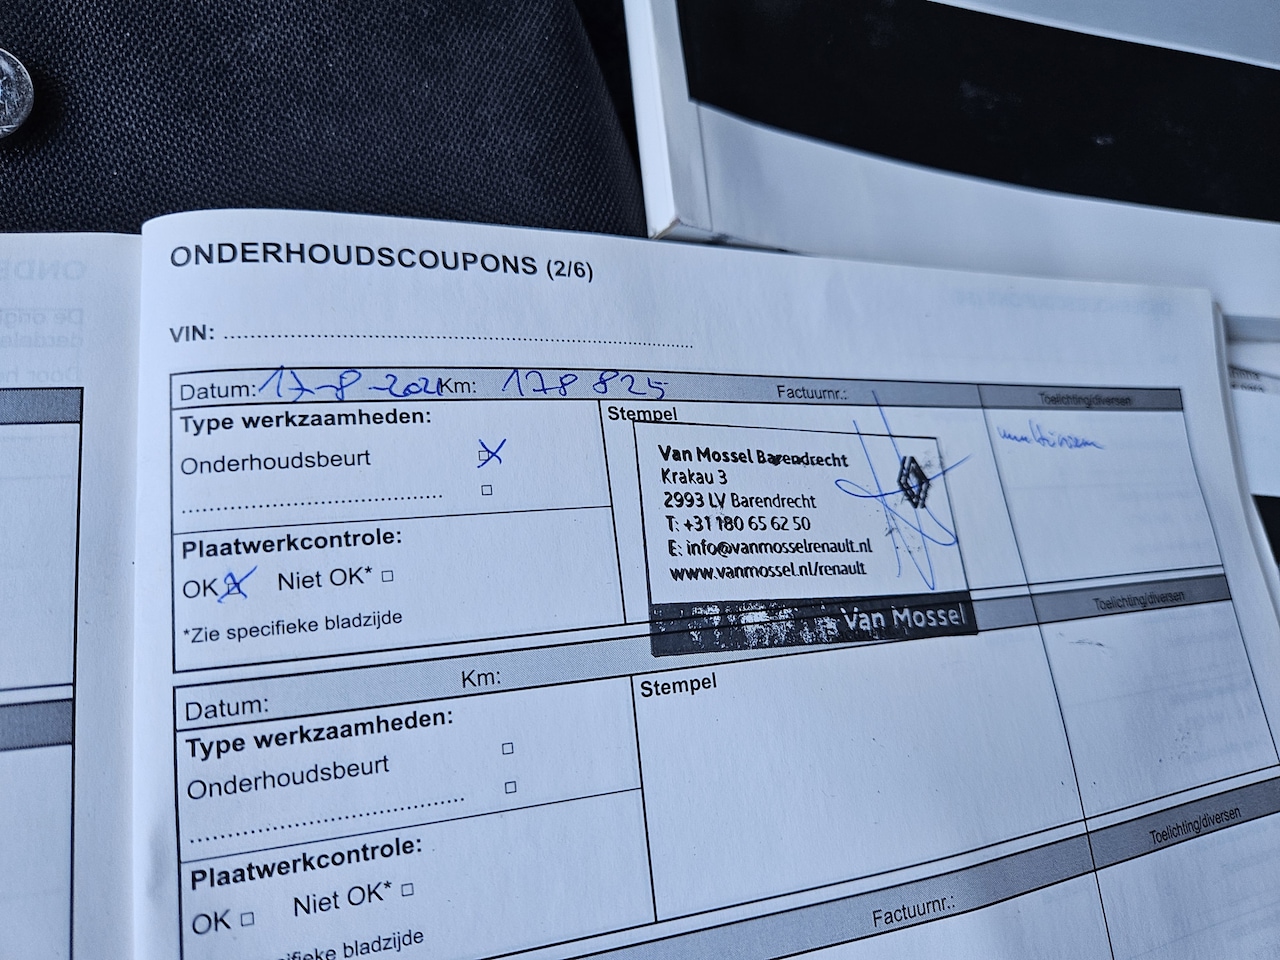 ONDERHOUDSCOUPONS (2/6)
VIN: ........................................................................
Datum: 17-8-2021 Km: 178 825 Factuurnr.: Toelichting/diversen
Type werkzaamheden:
Stempel
Onderhoudsbeurt
Van Mossel Barendrecht
Krakau 3
2993 LV Barendrecht
T: +31 180 65 62 50
E: info@vanmosselrenault.nl
www.vanmossel.nl/renault
Van Mossel
Plaatwerkcontrole:
OK Niet OK*
*Zie specifieke bladzijde
Datum: Km: Toelichting/diversen
Type werkzaamheden:
Stempel
Onderhoudsbeurt
Plaatwerkcontrole:
OK Niet OK*
specifieke bladzijde
Factuurnr.: Toelichting/diversen